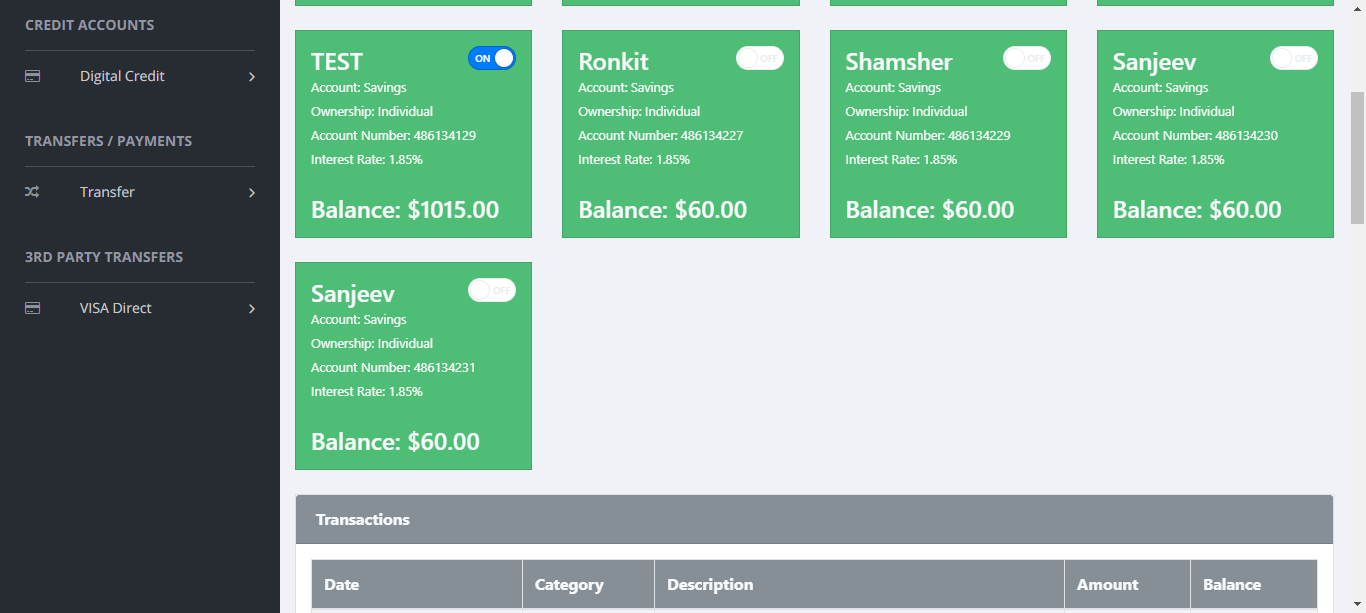 CREDIT ACCOUNTS
Digital Credit
TRANSFERS / PAYMENTS
Transfer
3RD PARTY TRANSFERS
VISA Direct
TEST
ON
Account: Savings
Ownership: Individual
Account Number: 486134129
Interest Rate: 1.85%
Balance: $1015.00
Ronkit
OFF
Account: Savings
Ownership: Individual
Account Number: 486134227
Interest Rate: 1.85%
Balance: $60.00
Shamsher
OFF
Account: Savings
Ownership: Individual
Account Number: 486134229
Interest Rate: 1.85%
Balance: $60.00
Sanjeev
OFF
Account: Savings
Ownership: Individual
Account Number: 486134230
Interest Rate: 1.85%
Balance: $60.00
Sanjeev
OFF
Account: Savings
Ownership: Individual
Account Number: 486134231
Interest Rate: 1.85%
Balance: $60.00
Transactions
Date Category Description Amount Balance